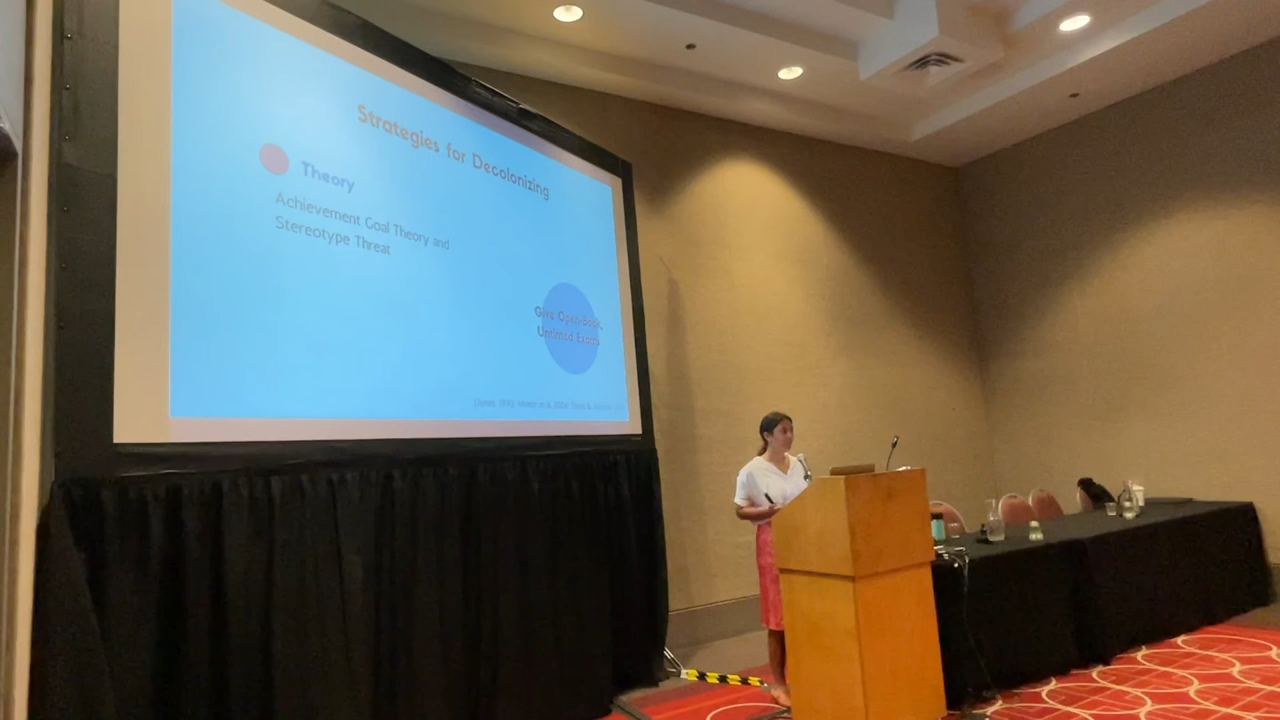 Strategies for Decolonizing
Theory
Achievement Goal Theory and
Stereotype Threat
Give Open-Book,
Untimed Exams